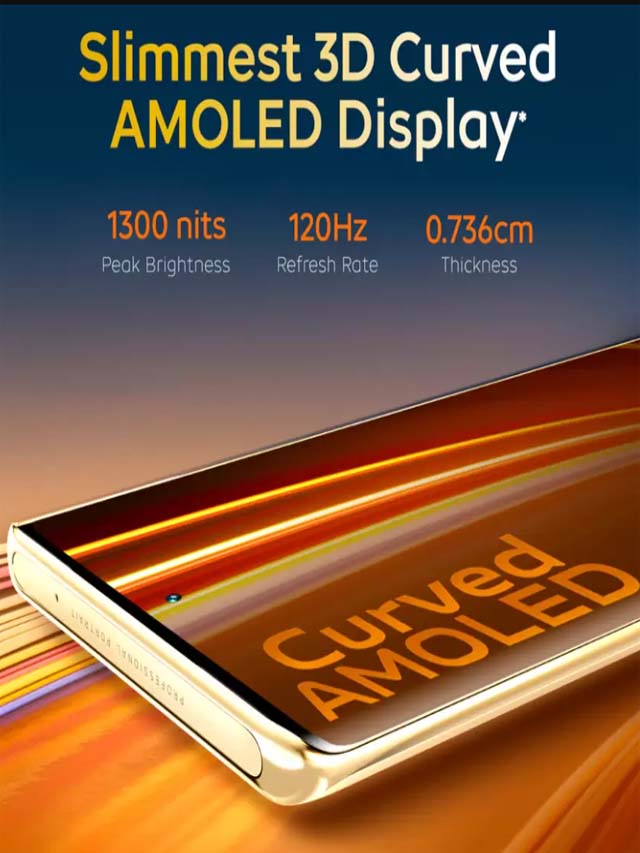 Slimmest 3D Curved
AMOLED Display*
1300 nits 120Hz 0.736cm
Peak Brightness Refresh Rate Thickness
Curved
AMOLED
PROFESSIONAL PORTRAIT